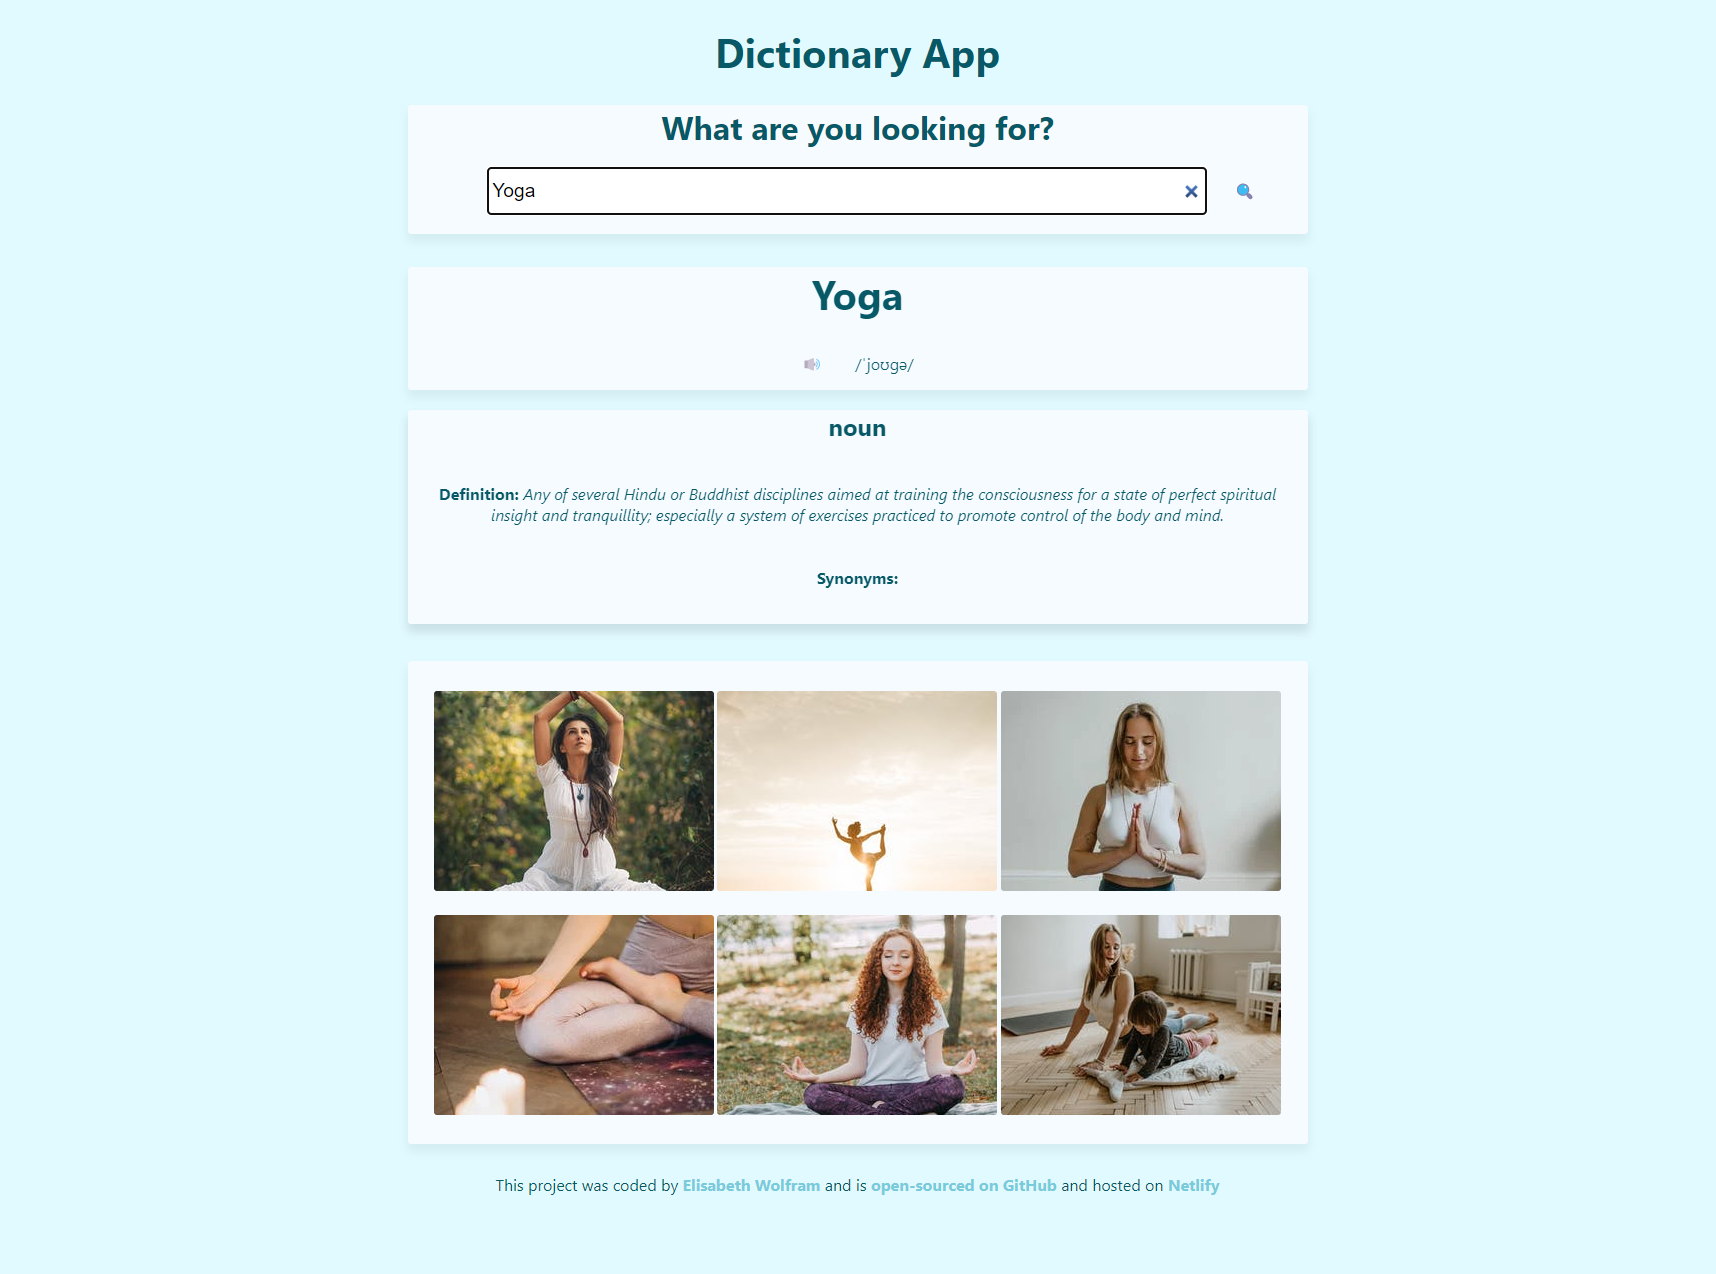 Dictionary App
What are you looking for?
Yoga
Yoga
/ˈjoʊɡə/
noun
Definition: Any of several Hindu or Buddhist disciplines aimed at training the consciousness for a state of perfect spiritual
insight and tranquillity; especially a system of exercises practiced to promote control of the body and mind.
Synonyms:
This project was coded by Elisabeth Wolfram and is open-sourced on GitHub and hosted on Netlify